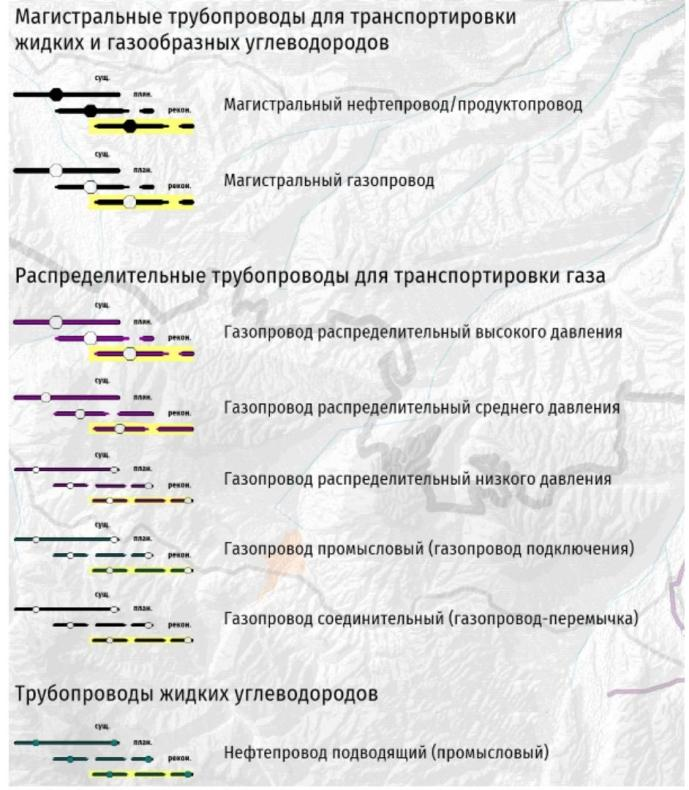 Магистральные трубопроводы для транспортировки
жидких и газообразных углеводородов
сущ.
план.
рекон.
Магистральный нефтепровод/продуктопровод
сущ.
план.
рекон.
Магистральный газопровод
Распределительные трубопроводы для транспортировки газа
сущ.
план.
рекон.
Газопровод распределительный высокого давления
сущ.
план.
рекон.
Газопровод распределительный среднего давления
сущ.
план.
рекон.
Газопровод распределительный низкого давления
сущ.
план.
рекон.
Газопровод промысловый (газопровод подключения)
сущ.
план.
рекон.
Газопровод соединительный (газопровод-перемычка)
Трубопроводы жидких углеводородов
сущ.
план.
рекон.
Нефтепровод подводящий (промысловый)